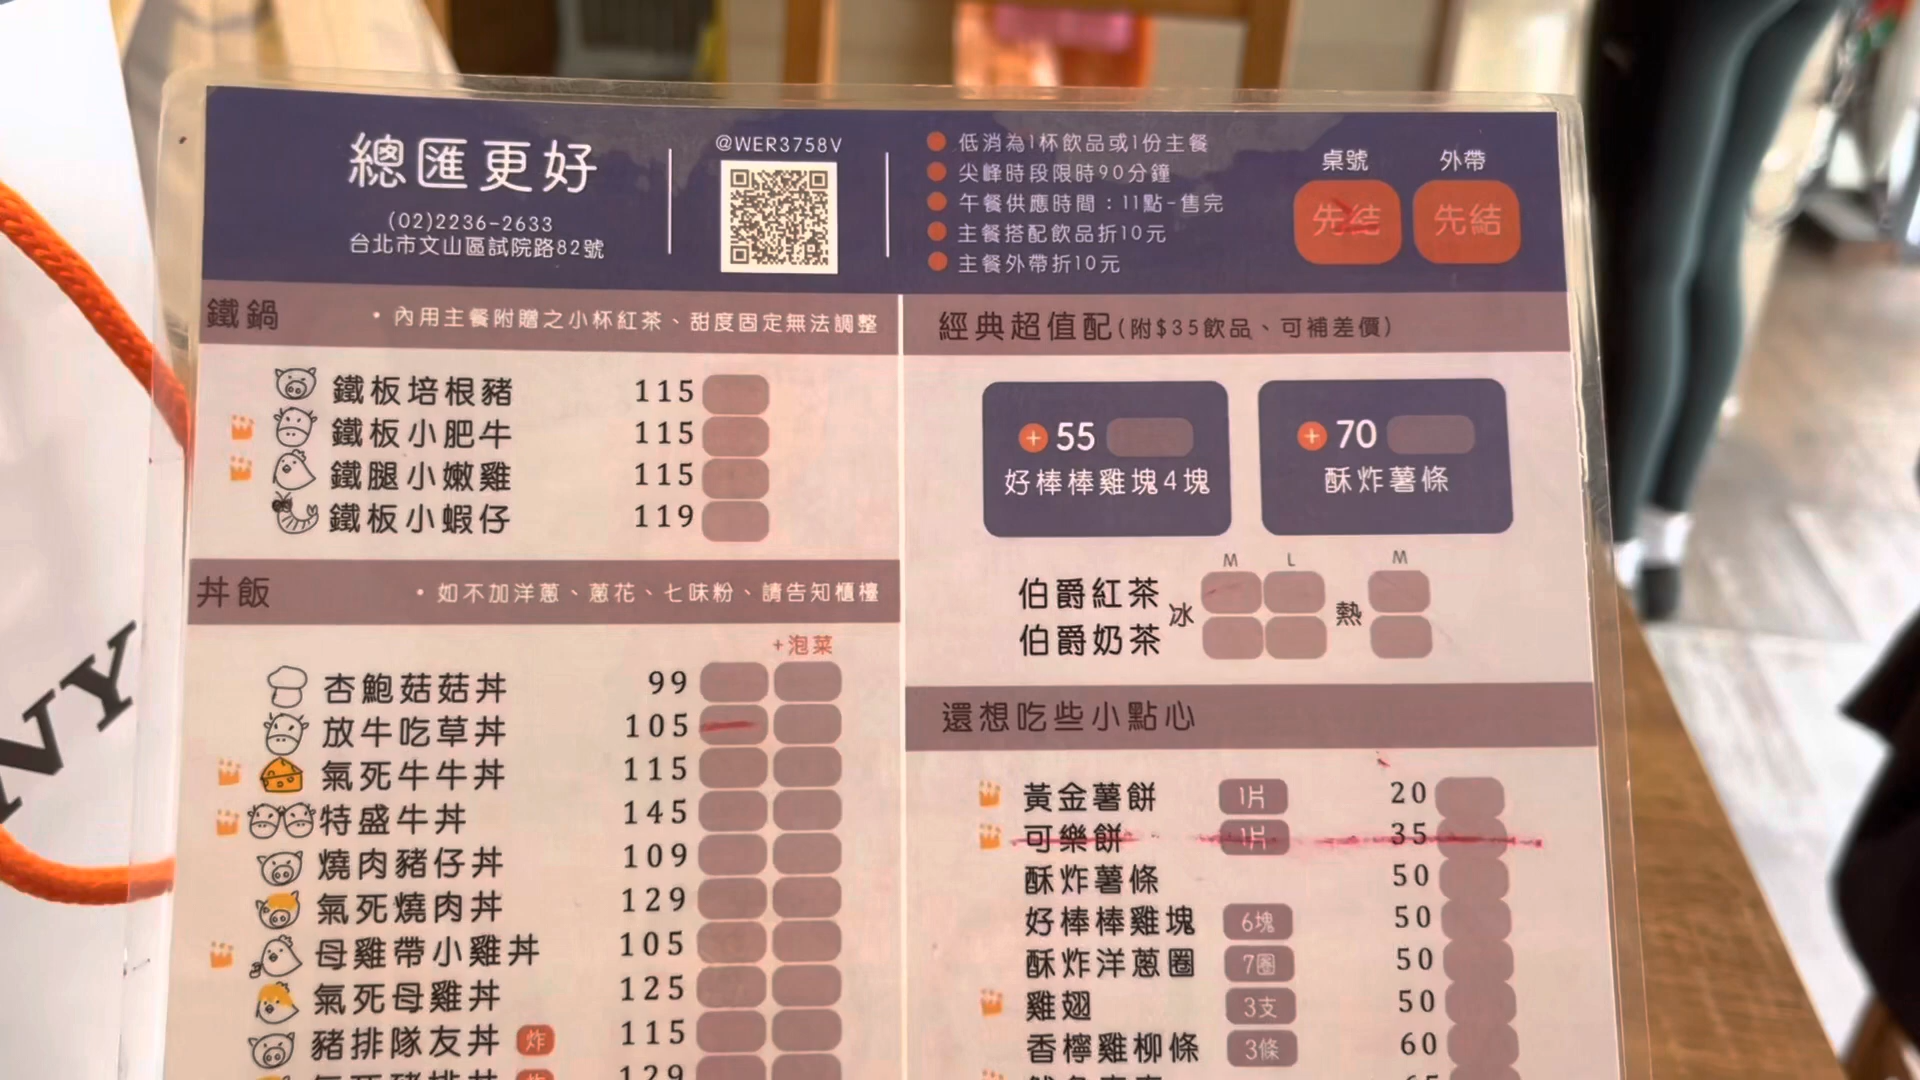 總匯更好
(02)2236-2633
台北市文山區試院路82號
@WER3758V
低消為1杯飲品或1份主餐
尖峰時段限時90分鐘
午餐供應時間：11點-售完
主餐搭配飲品折10元
主餐外帶折10元
桌號 外帶
先結 先結
鐵鍋 • 內用主餐附贈之小杯紅茶、甜度固定無法調整
鐵板培根豬 115
鐵板小肥牛 115
鐵腿小嫩雞 115
鐵板小蝦仔 119
丼飯 • 如不加洋蔥、蔥花、七味粉、請告知櫃檯
+泡菜
杏鮑菇菇丼 99
放牛吃草丼 105
氣死牛牛丼 115
特盛牛丼 145
燒肉豬仔丼 109
氣死燒肉丼 129
母雞帶小雞丼 105
氣死母雞丼 125
豬排隊友丼 炸 115
氣死豬排丼 炸 129
經典超值配(附$35飲品、可補差價)
+55 好棒棒雞塊4塊
+70 酥炸薯條
M L M
伯爵紅茶
冰 熱
伯爵奶茶
還想吃些小點心
黃金薯餅 1片 20
可樂餅 1片 35
酥炸薯條 50
好棒棒雞塊 6塊 50
酥炸洋蔥圈 7圈 50
雞翅 3支 50
香檸雞柳條 3條 60
65
NY